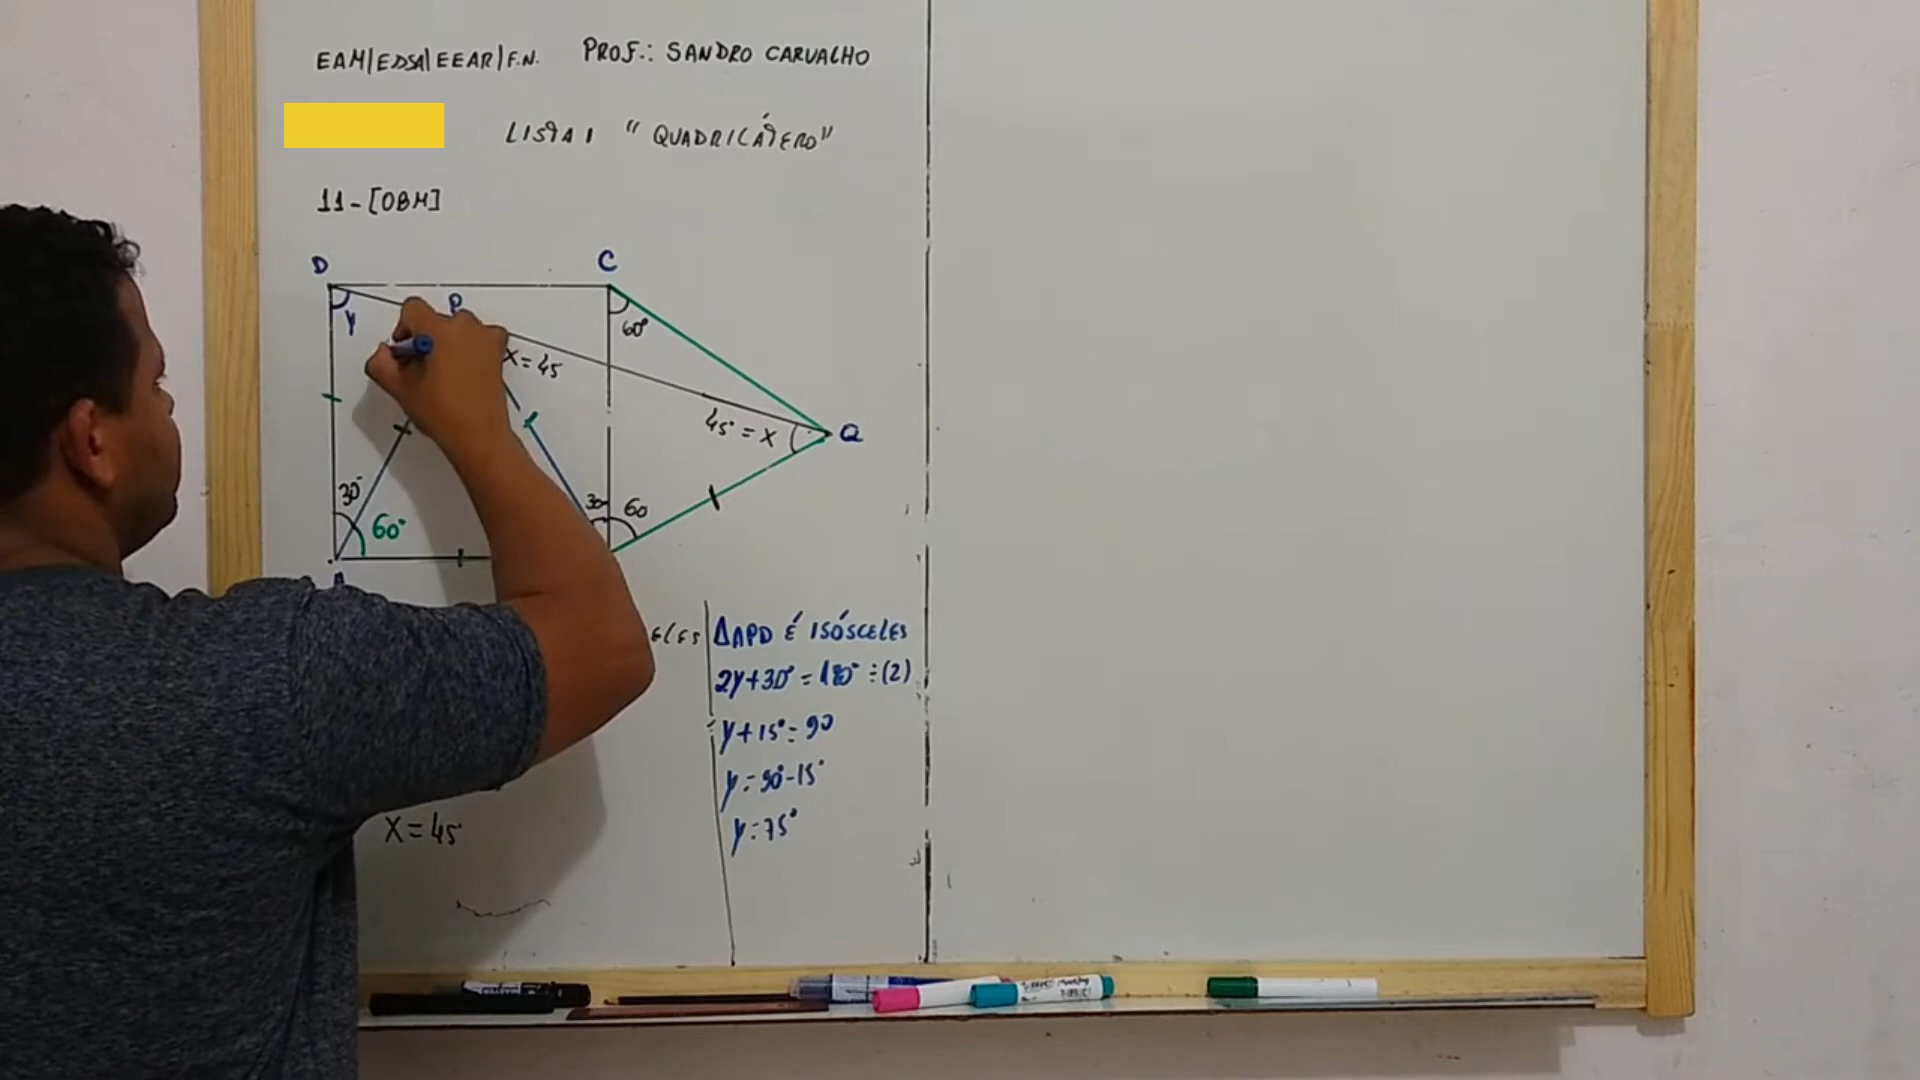 EAM/EDSA/EEAR/F.N. PROF.: SANDRO CARVALHO
LISTA 1 "QUADRILÁTERO"
11-[OBM]
D
C
P
Y
60°
X=45
45°=X
Q
30°
60°
30
60
A
ELES
ΔAPD É ISÓSCELES
2Y+30°=180° ÷(2)
Y+15°=90
Y=90°-15°
Y=75°
X=45